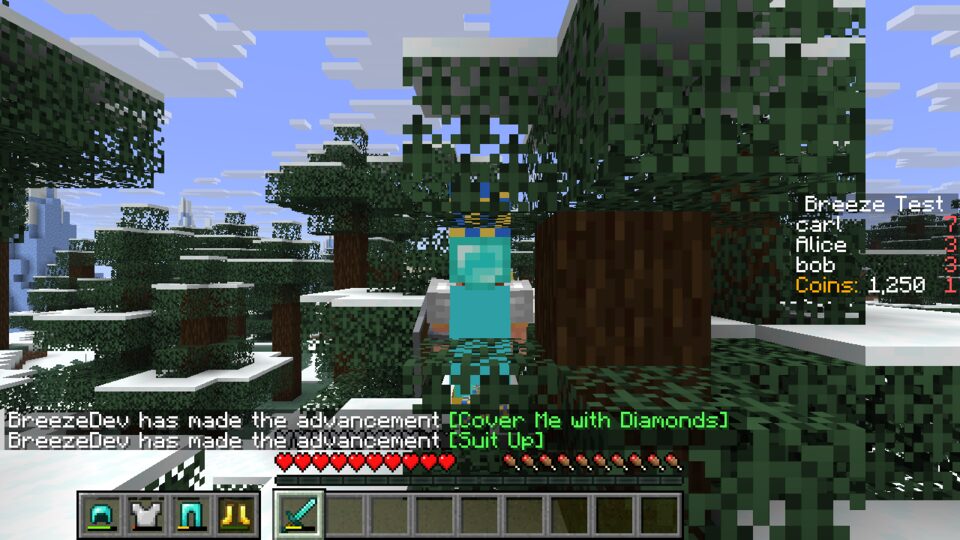 Breeze Test
carl 7
Alice 3
bob 3
Coins: 1,250 1
BreezeDev has made the advancement [Cover Me with Diamonds]
BreezeDev has made the advancement [Suit Up]